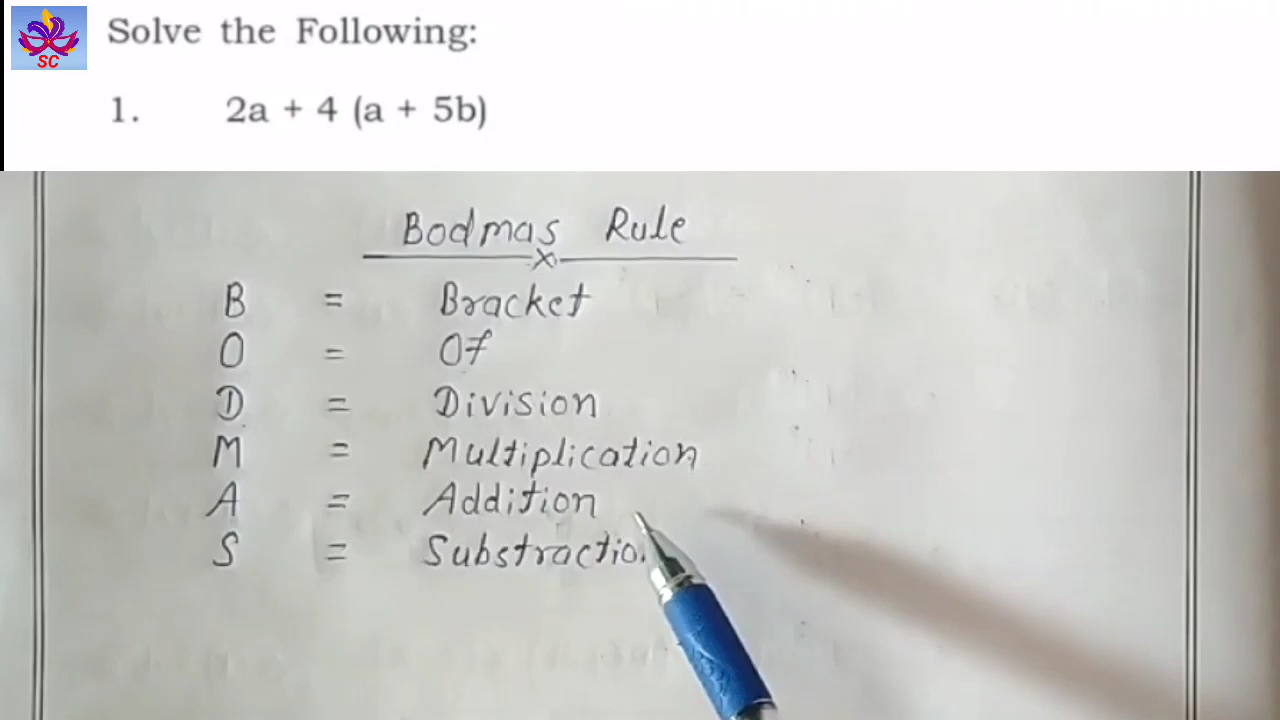 SC
Solve the Following:
1. 2a + 4 (a + 5b)
Bodmas Rule
x
B = Bracket
O = Of
D = Division
M = Multiplication
A = Addition
S = Substractio